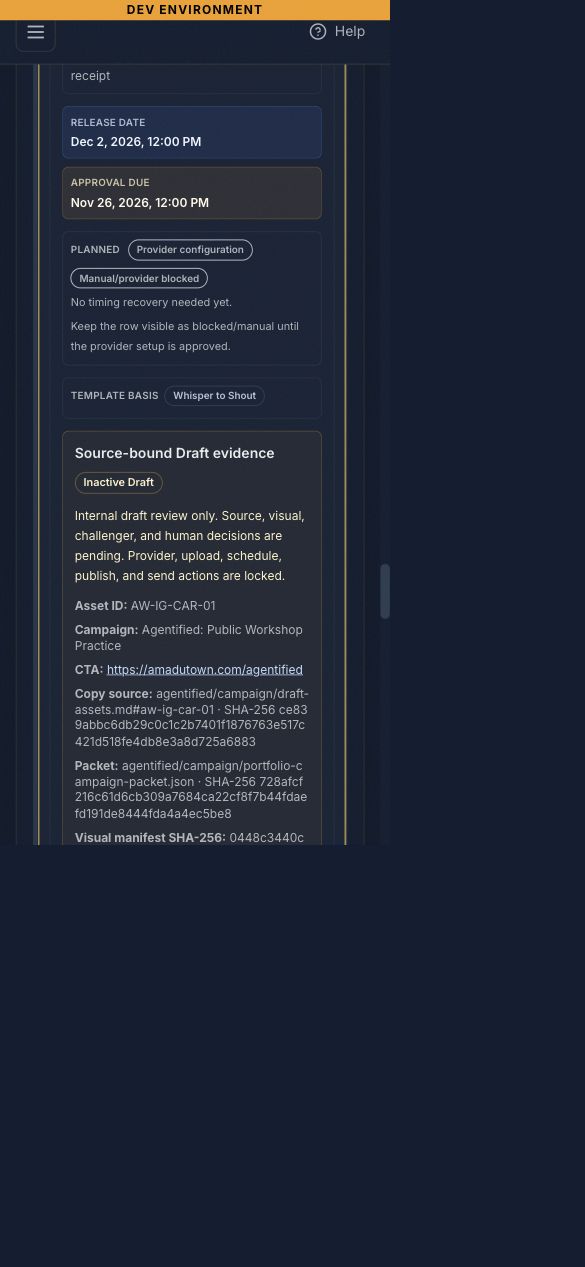 DEV ENVIRONMENT
Help
receipt
RELEASE DATE
Dec 2, 2026, 12:00 PM
APPROVAL DUE
Nov 26, 2026, 12:00 PM
PLANNED Provider configuration
Manual/provider blocked
No timing recovery needed yet.
Keep the row visible as blocked/manual until
the provider setup is approved.
TEMPLATE BASIS Whisper to Shout
Source-bound Draft evidence
Inactive Draft
Internal draft review only. Source, visual,
challenger, and human decisions are
pending. Provider, upload, schedule,
publish, and send actions are locked.
Asset ID: AW-IG-CAR-01
Campaign: Agentified: Public Workshop
Practice
CTA: https://amadutown.com/agentified
Copy source: agentified/campaign/draft-
assets.md#aw-ig-car-01 · SHA-256 ce83
9abbc6db29c0c1c2b7401f1876763e517c
421d518fe4db8e3a8d725a6883
Packet: agentified/campaign/portfolio-c
ampaign-packet.json · SHA-256 728afcf
216c61d6cb309a7684ca22cf8f7b44fdae
fd191de8444fda4a4ec5be8
Visual manifest SHA-256: 0448c3440c